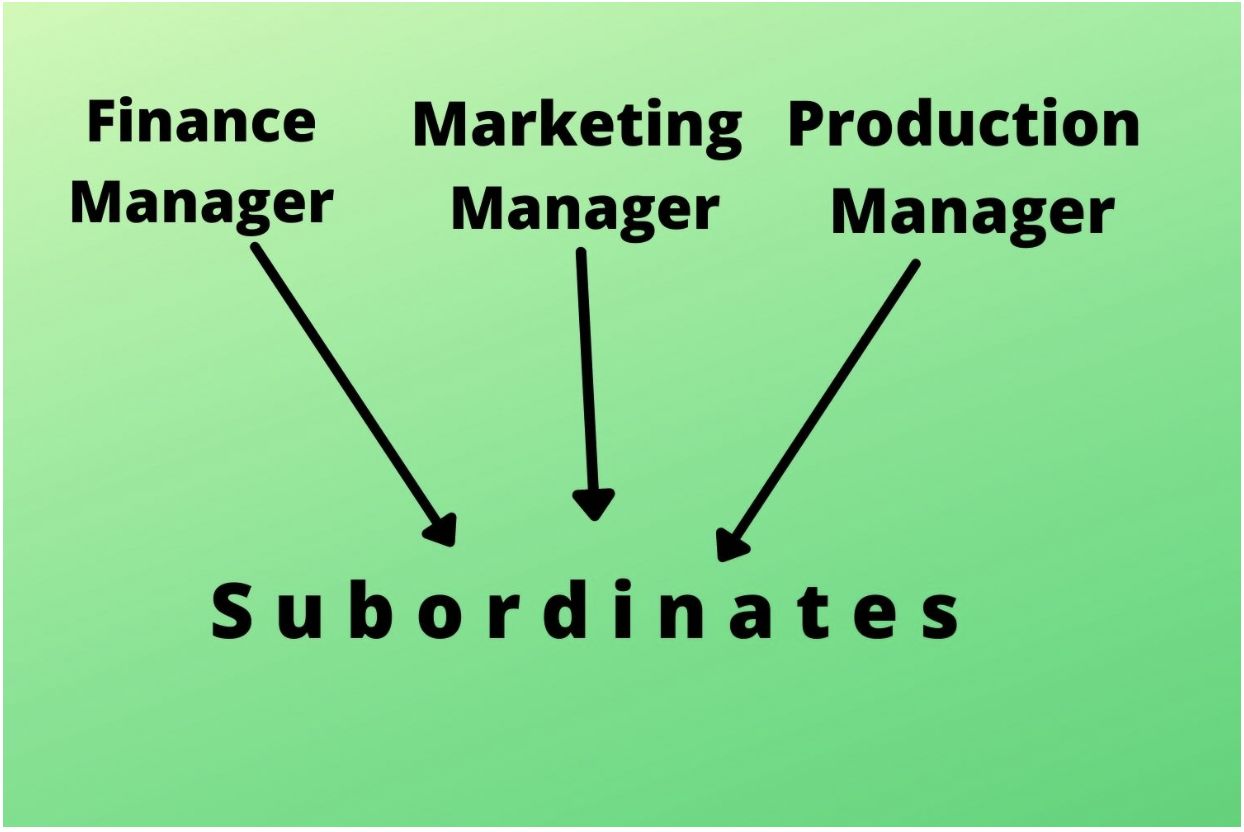 Finance
Manager
Marketing
Manager
Production
Manager
Subordinates